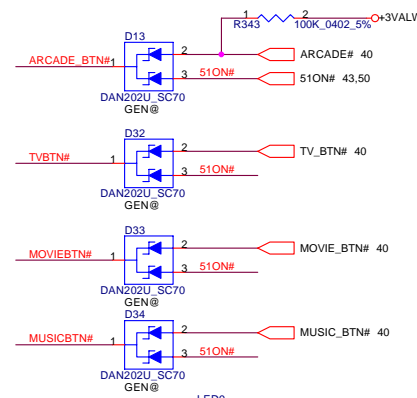 D13
1
2
+3VALW
R343
100K_0402_5%
ARCADE_BTN#
1
2
ARCADE# 40
3
51ON# 43,50
DAN202U_SC70
GEN@
D32
TVBTN#
1
2
TV_BTN# 40
3
51ON#
DAN202U_SC70
GEN@
D33
MOVIEBTN#
1
2
MOVIE_BTN# 40
3
51ON#
DAN202U_SC70
GEN@
D34
MUSICBTN#
1
2
MUSIC_BTN# 40
3
51ON#
DAN202U_SC70
GEN@